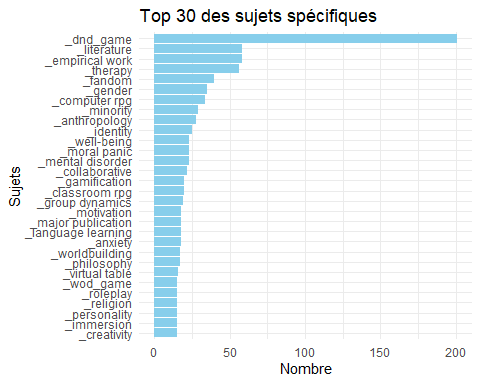 Top 30 des sujets spécifiques
_dnd_game
_literature
_empirical work
_therapy
_fandom
_gender
_computer rpg
_minority
_anthropology
_identity
_well-being
_moral panic
_mental disorder
_collaborative
_gamification
_classroom rpg
_group dynamics
_motivation
_major publication
_language learning
_anxiety
_worldbuilding
_philosophy
_virtual table
_wod_game
_roleplay
_religion
_personality
_immersion
_creativity
Sujets
0 50 100 150 200
Nombre